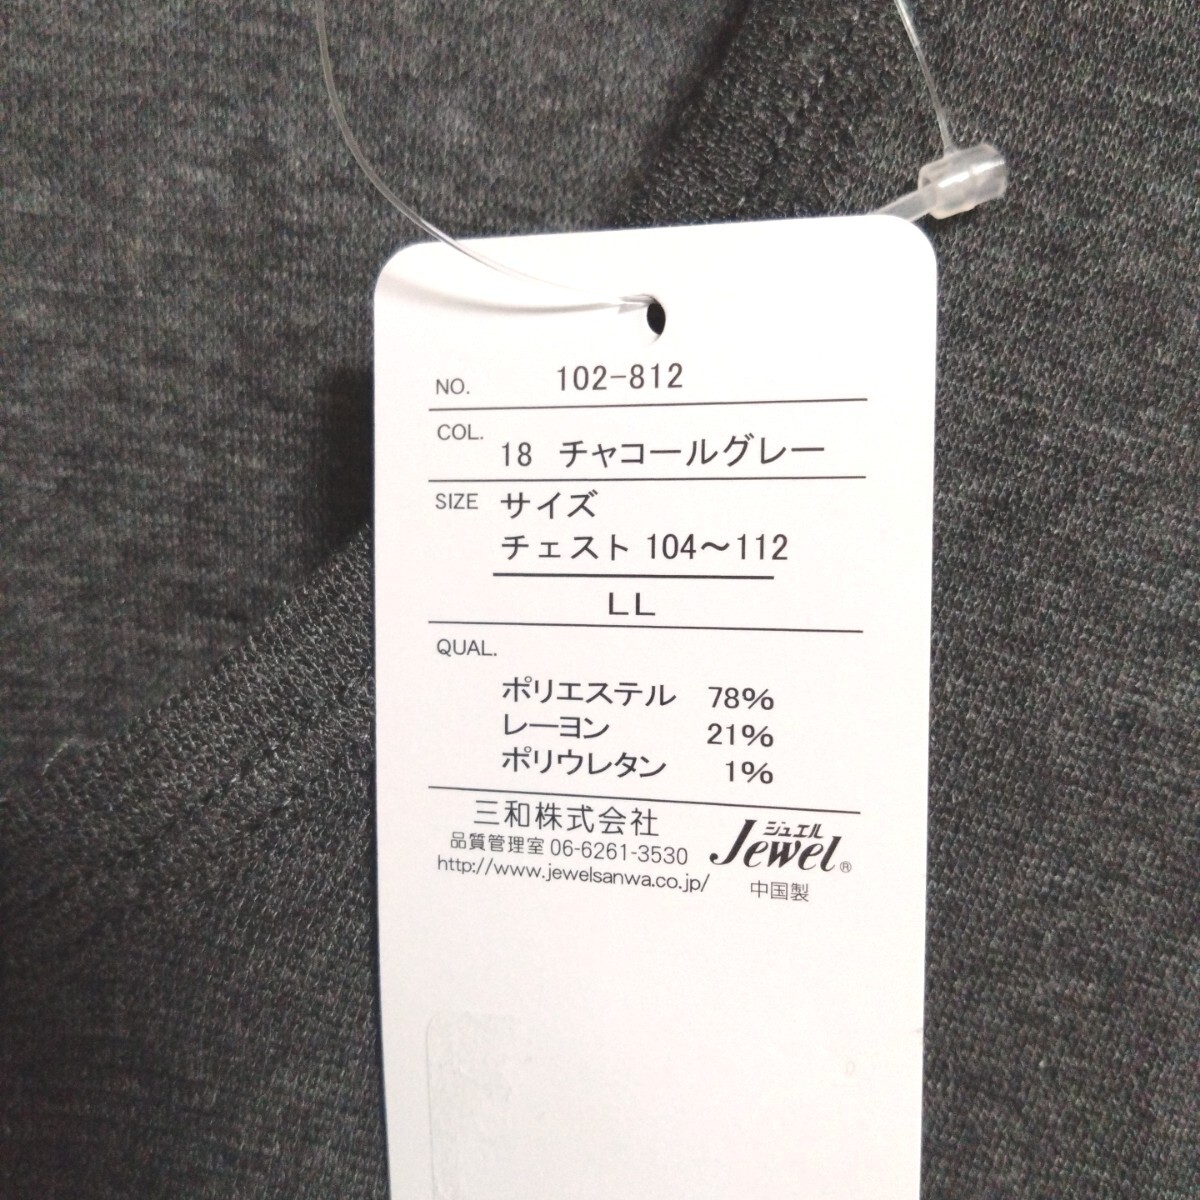 NO. 102-812
COL. 18 チャコールグレー
SIZE サイズ
チェスト 104〜112
LL
QUAL.
ポリエステル 78%
レーヨン 21%
ポリウレタン 1%
三和株式会社
品質管理室 06-6261-3530
http://www.jewelsanwa.co.jp/
ジュエル
Jewel®
中国製